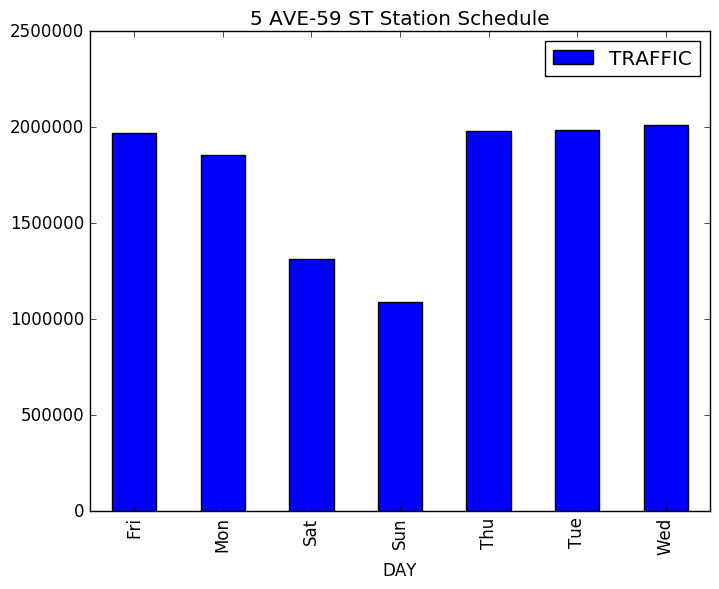 5 AVE-59 ST Station Schedule
TRAFFIC
2500000
2000000
1500000
1000000
500000
0
Fri
Mon
Sat
Sun
Thu
Tue
Wed
DAY